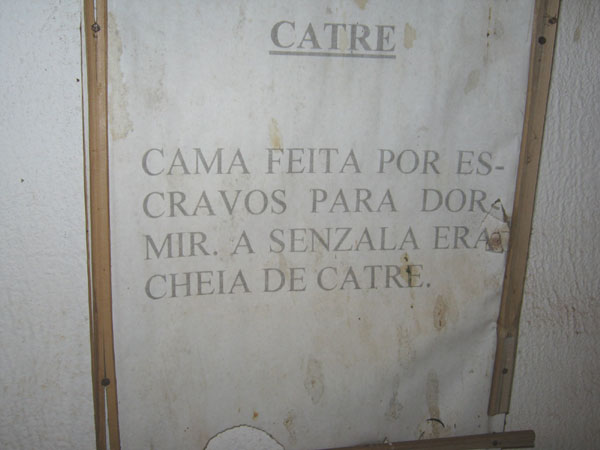 CATRE
CAMA FEITA POR ES-
CRAVOS PARA DOR-
MIR. A SENZALA ERA
CHEIA DE CATRE.